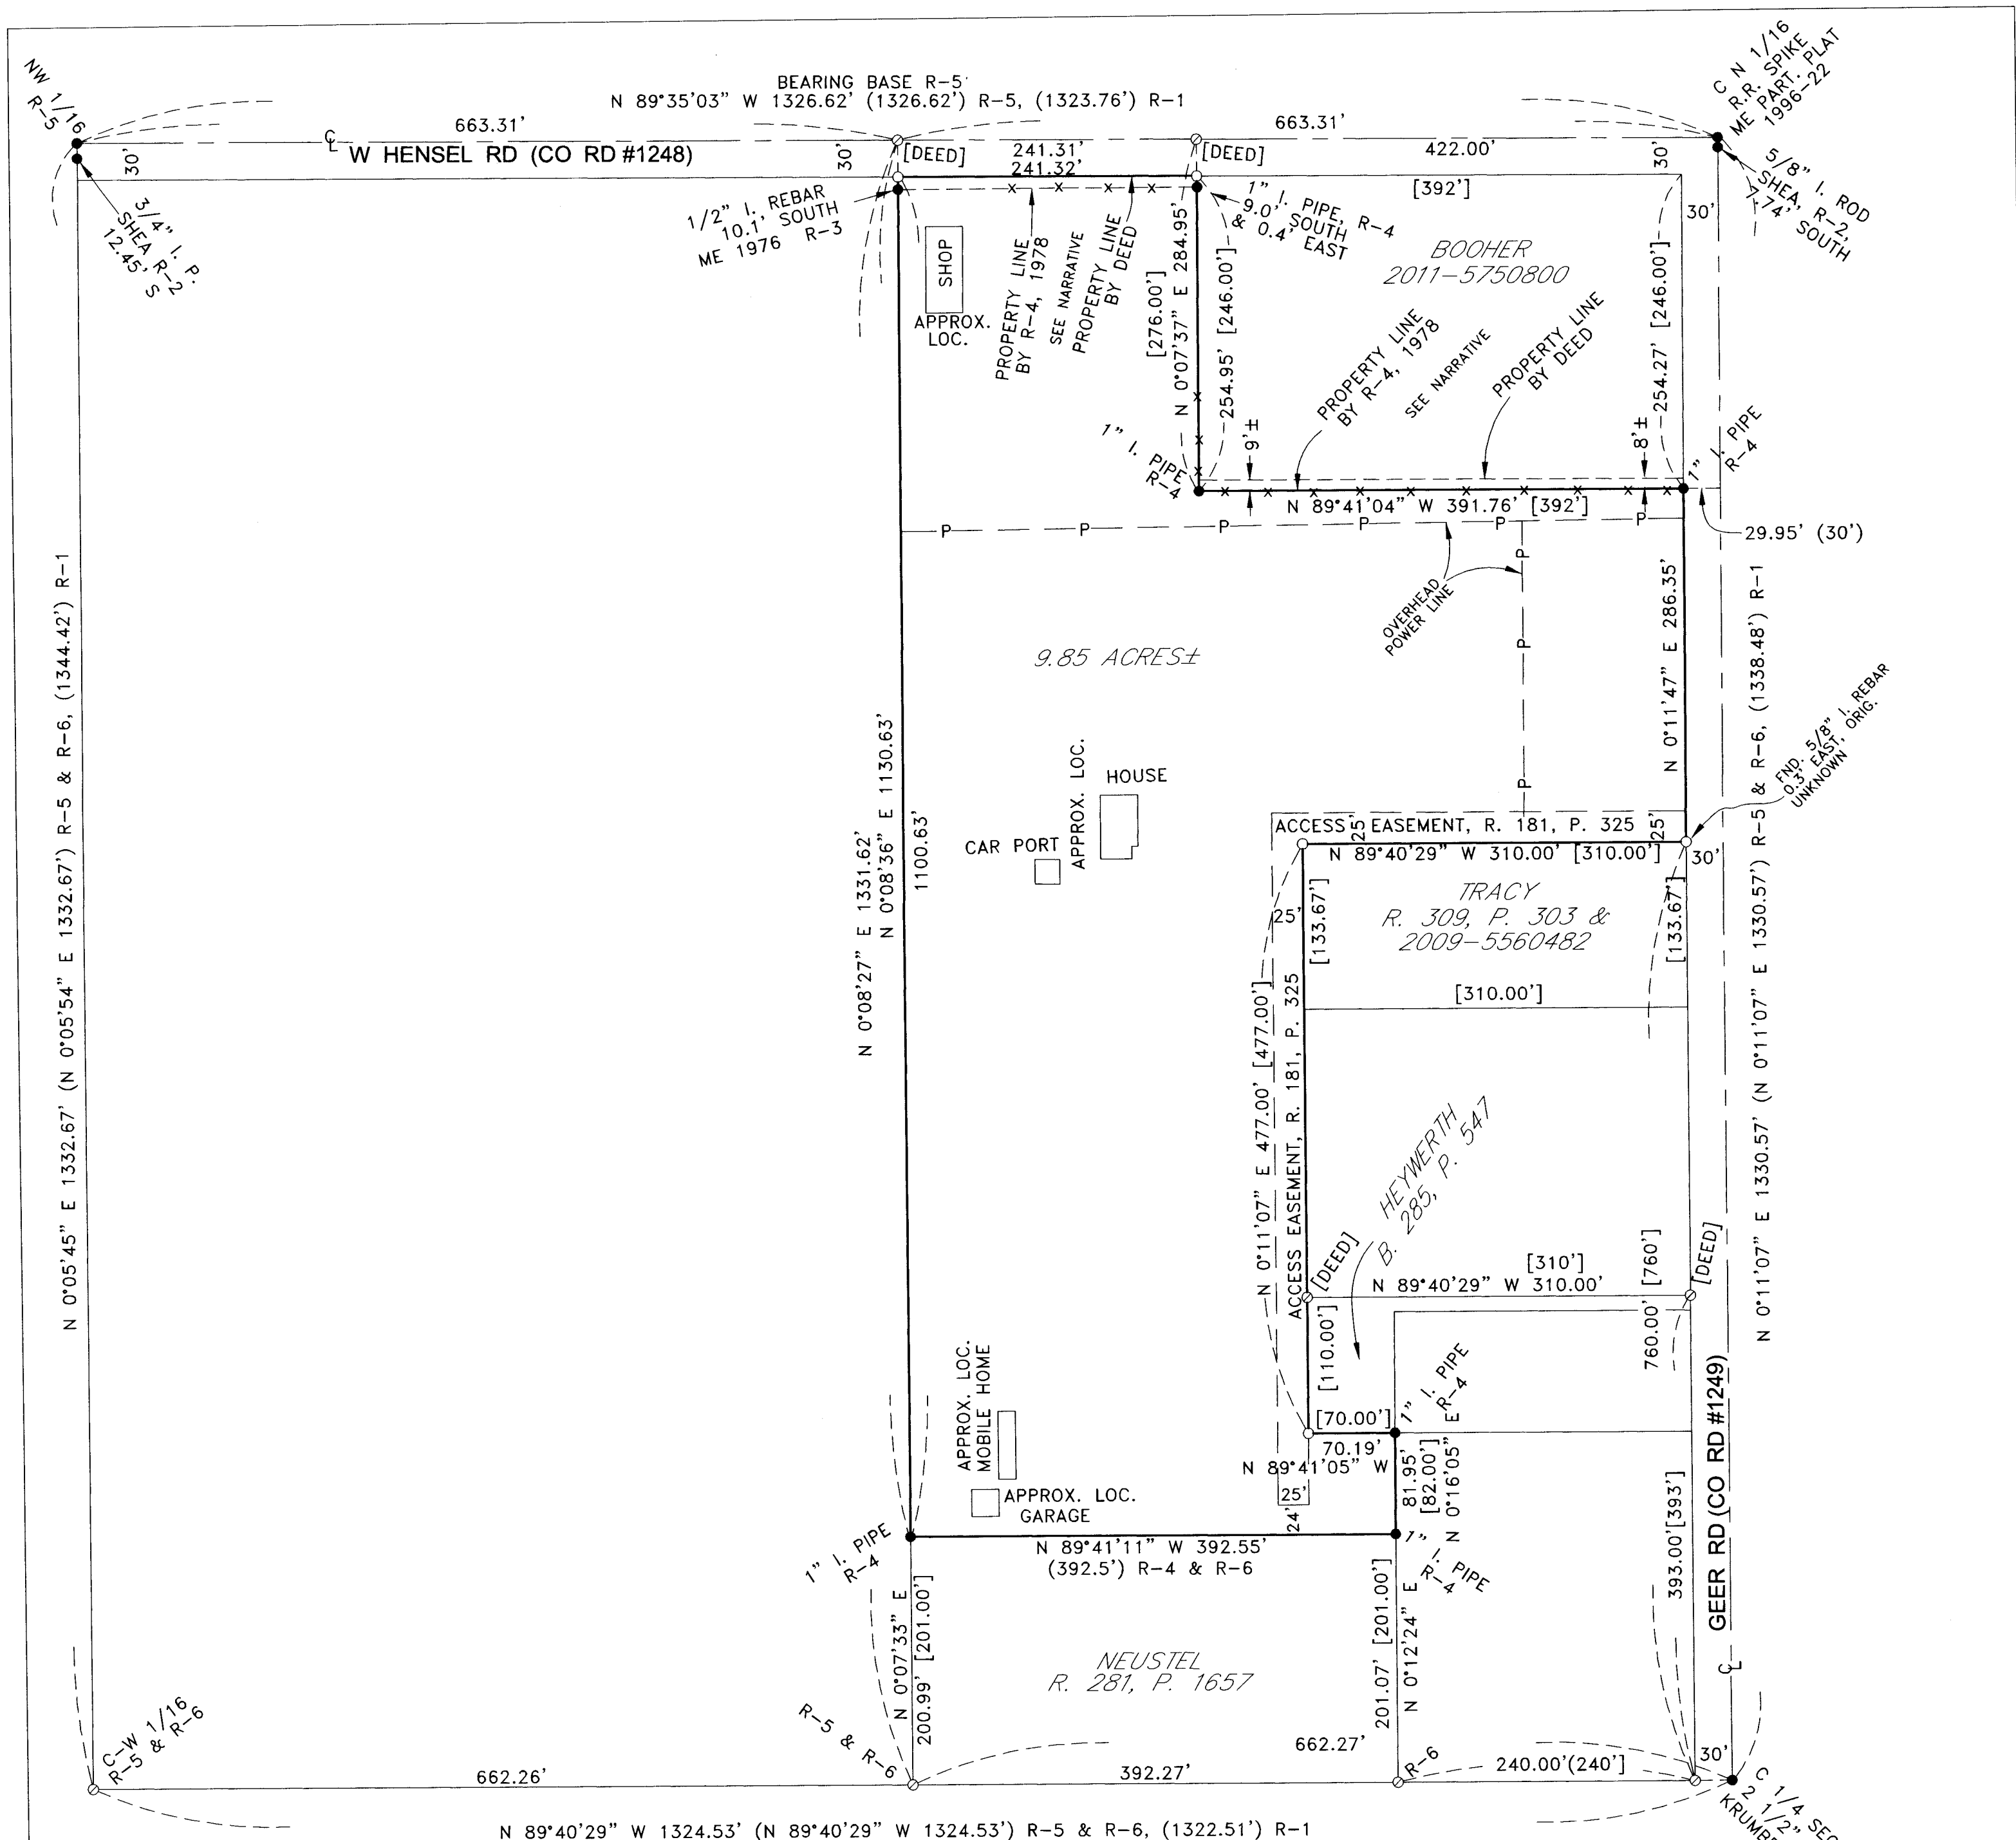 NW 1/16
R-5
BEARING BASE R-5
N 89°35'03" W 1326.62' (1326.62') R-5, (1323.76') R-1
C N 1/16
R.R. SPIKE
ME PART. PLAT
1996-22
663.31'
663.31'
℄ W HENSEL RD (CO RD #1248)
30'
30'
[DEED]
241.31'
241.32'
[DEED]
422.00'
[392']
30'
30'
3/4" I. P.
SHEA R-2
12.45' S
1/2" I. REBAR
10.1' SOUTH
ME 1976 R-3
1" I. PIPE, R-4
9.0' SOUTH
& 0.4' EAST
5/8" I. ROD
SHEA, R-2,
7.74' SOUTH
SHOP
APPROX.
LOC.
PROPERTY LINE
BY R-4, 1978
SEE NARRATIVE
PROPERTY LINE
BY DEED
[276.00']
N 0°07'37" E 284.95'
254.95' [246.00']
BOOHER
2011-5750800
PROPERTY LINE
BY R-4, 1978
SEE NARRATIVE
PROPERTY LINE
BY DEED
254.27' [246.00']
9'±
8'±
1" I. PIPE
R-4
1" I. PIPE
R-4
N 89°41'04" W 391.76' [392']
29.95' (30')
P P P P P P
P
P
P
OVERHEAD
POWER LINE
9.85 ACRES±
N 0°11'47" E 286.35'
FND. 5/8" I. REBAR
0.3' EAST, ORIG.
UNKNOWN
N 0°05'45" E 1332.67' (N 0°05'54" E 1332.67') R-5 & R-6, (1344.42') R-1
N 0°08'27" E 1331.62'
N 0°08'36" E 1130.63'
1100.63'
N 0°11'07" E 1330.57' (N 0°11'07" E 1330.57') R-5 & R-6, (1338.48') R-1
HOUSE
APPROX. LOC.
CAR PORT
ACCESS EASEMENT, R. 181, P. 325
25'
25'
N 89°40'29" W 310.00' [310.00']
30'
TRACY
R. 309, P. 303 &
2009-5560482
25'
[133.67']
[133.67']
[310.00']
N 0°11'07" E 477.00' [477.00']
ACCESS EASEMENT, R. 181, P. 325
HEYWERTH
B. 285, P. 547
[DEED]
[310']
N 89°40'29" W 310.00'
760.00' [760']
[DEED]
[110.00']
1" I. PIPE
R-4
[70.00']
70.19'
N 89°41'05" W
81.95'
[82.00']
N 0°16'05" E
GEER RD (CO RD #1249)
℄
APPROX. LOC.
MOBILE HOME
APPROX. LOC.
GARAGE
25'
24'
1" I. PIPE
R-4
N 89°41'11" W 392.55'
(392.5') R-4 & R-6
1" I. PIPE
R-4
393.00'[393']
N 0°07'33" E
200.99' [201.00']
NEUSTEL
R. 281, P. 1657
201.07' [201.00']
N 0°12'24" E
C-W 1/16
R-5 & R-6
R-5 & R-6
662.27'
R-6
30'
662.26'
392.27'
240.00'(240']
C 1/4 SEC
2 1/2"
N 89°40'29" W 1324.53' (N 89°40'29" W 1324.53') R-5 & R-6, (1322.51') R-1